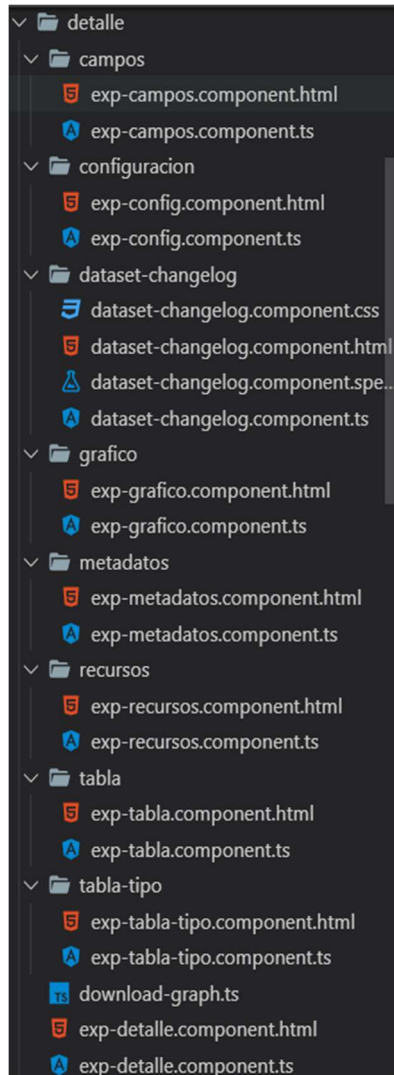 detalle
campos
exp-campos.component.html
exp-campos.component.ts
configuracion
exp-config.component.html
exp-config.component.ts
dataset-changelog
dataset-changelog.component.css
dataset-changelog.component.html
dataset-changelog.component.spe...
dataset-changelog.component.ts
grafico
exp-grafico.component.html
exp-grafico.component.ts
metadatos
exp-metadatos.component.html
exp-metadatos.component.ts
recursos
exp-recursos.component.html
exp-recursos.component.ts
tabla
exp-tabla.component.html
exp-tabla.component.ts
tabla-tipo
exp-tabla-tipo.component.html
exp-tabla-tipo.component.ts
TS download-graph.ts
exp-detalle.component.html
exp-detalle.component.ts